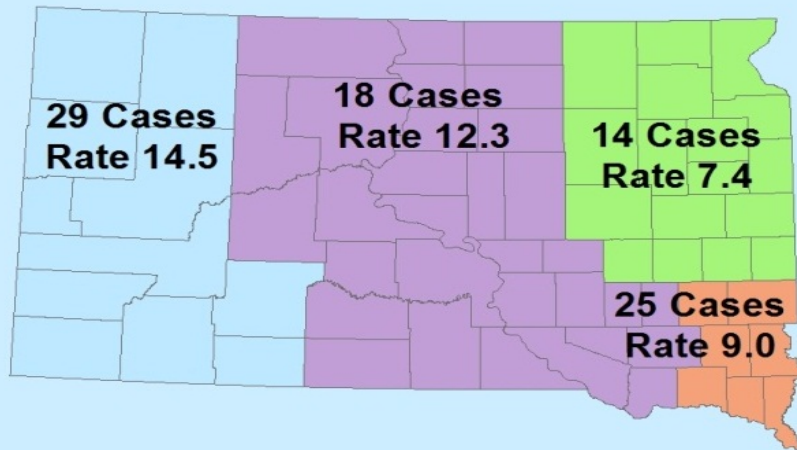 29 Cases
Rate 14.5
18 Cases
Rate 12.3
14 Cases
Rate 7.4
25 Cases
Rate 9.0